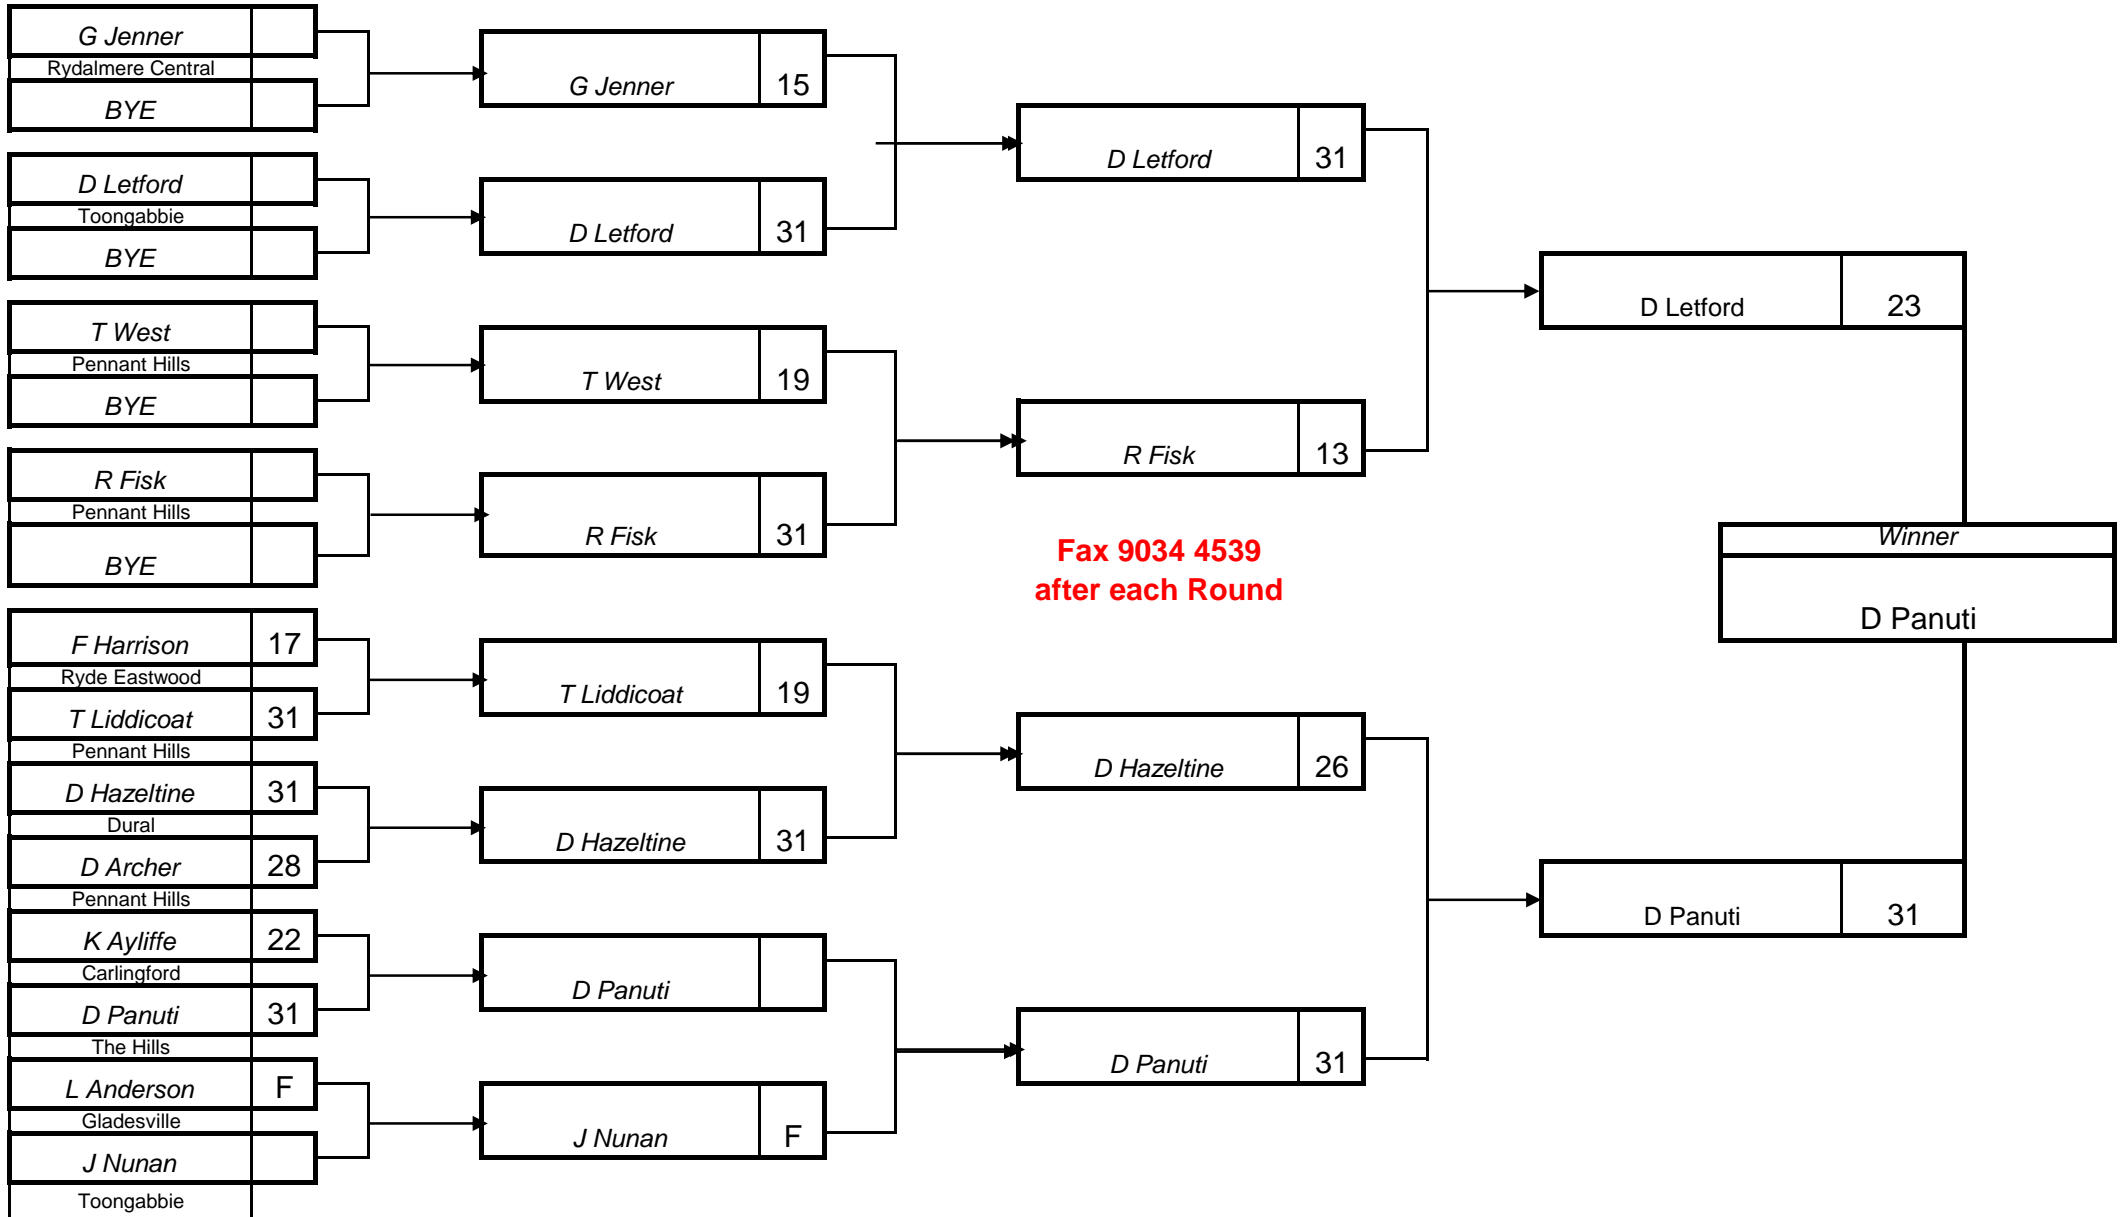 G Jenner
Rydalmere Central
BYE
D Letford
Toongabbie
BYE
T West
Pennant Hills
BYE
R Fisk
Pennant Hills
BYE
F Harrison 17
Ryde Eastwood
T Liddicoat 31
Pennant Hills
D Hazeltine 31
Dural
D Archer 28
Pennant Hills
K Ayliffe 22
Carlingford
D Panuti 31
The Hills
L Anderson F
Gladesville
J Nunan
Toongabbie
G Jenner 15
D Letford 31
T West 19
R Fisk 31
T Liddicoat 19
D Hazeltine 31
D Panuti
J Nunan F
D Letford 31
R Fisk 13
Fax 9034 4539
after each Round
D Hazeltine 26
D Panuti 31
D Letford 23
D Panuti 31
Winner
D Panuti